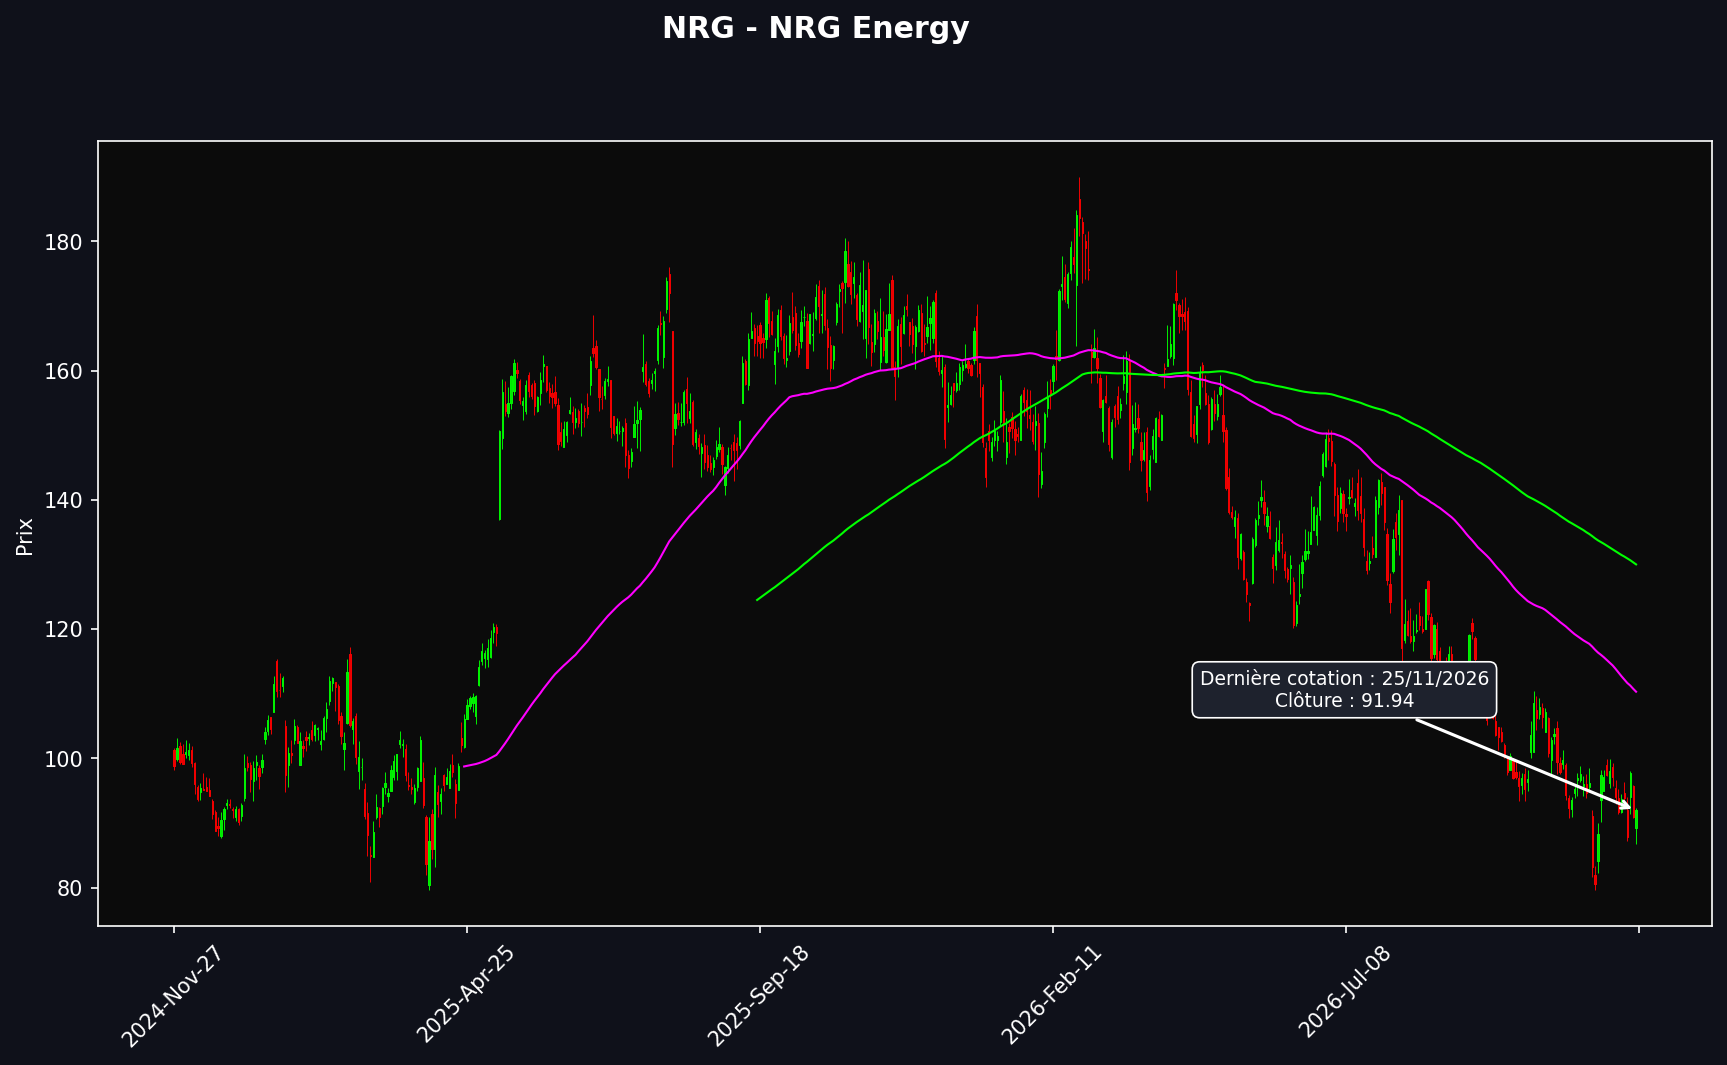 NRG - NRG Energy
Prix
180
160
140
120
100
80
Dernière cotation : 25/11/2026
Clôture : 91.94
2024-Nov-27
2025-Apr-25
2025-Sep-18
2026-Feb-11
2026-Jul-08